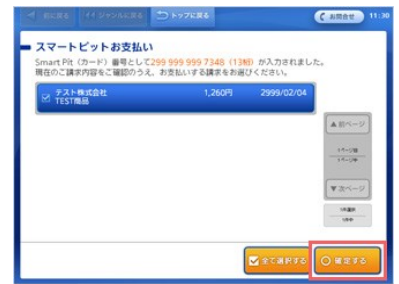 前に戻る ジャンルに戻る トップに戻る お問合せ 11:30
スマートピットお支払い
Smart Pit（カード）番号として299 999 999 7348（13桁）が入力されました。
現在のご請求内容をご確認のうえ、お支払いする請求をお選びください。
テスト株式会社 1,260円 2999/02/04
TEST商品
▲前ページ
▼次ページ
全て選択する 確定する